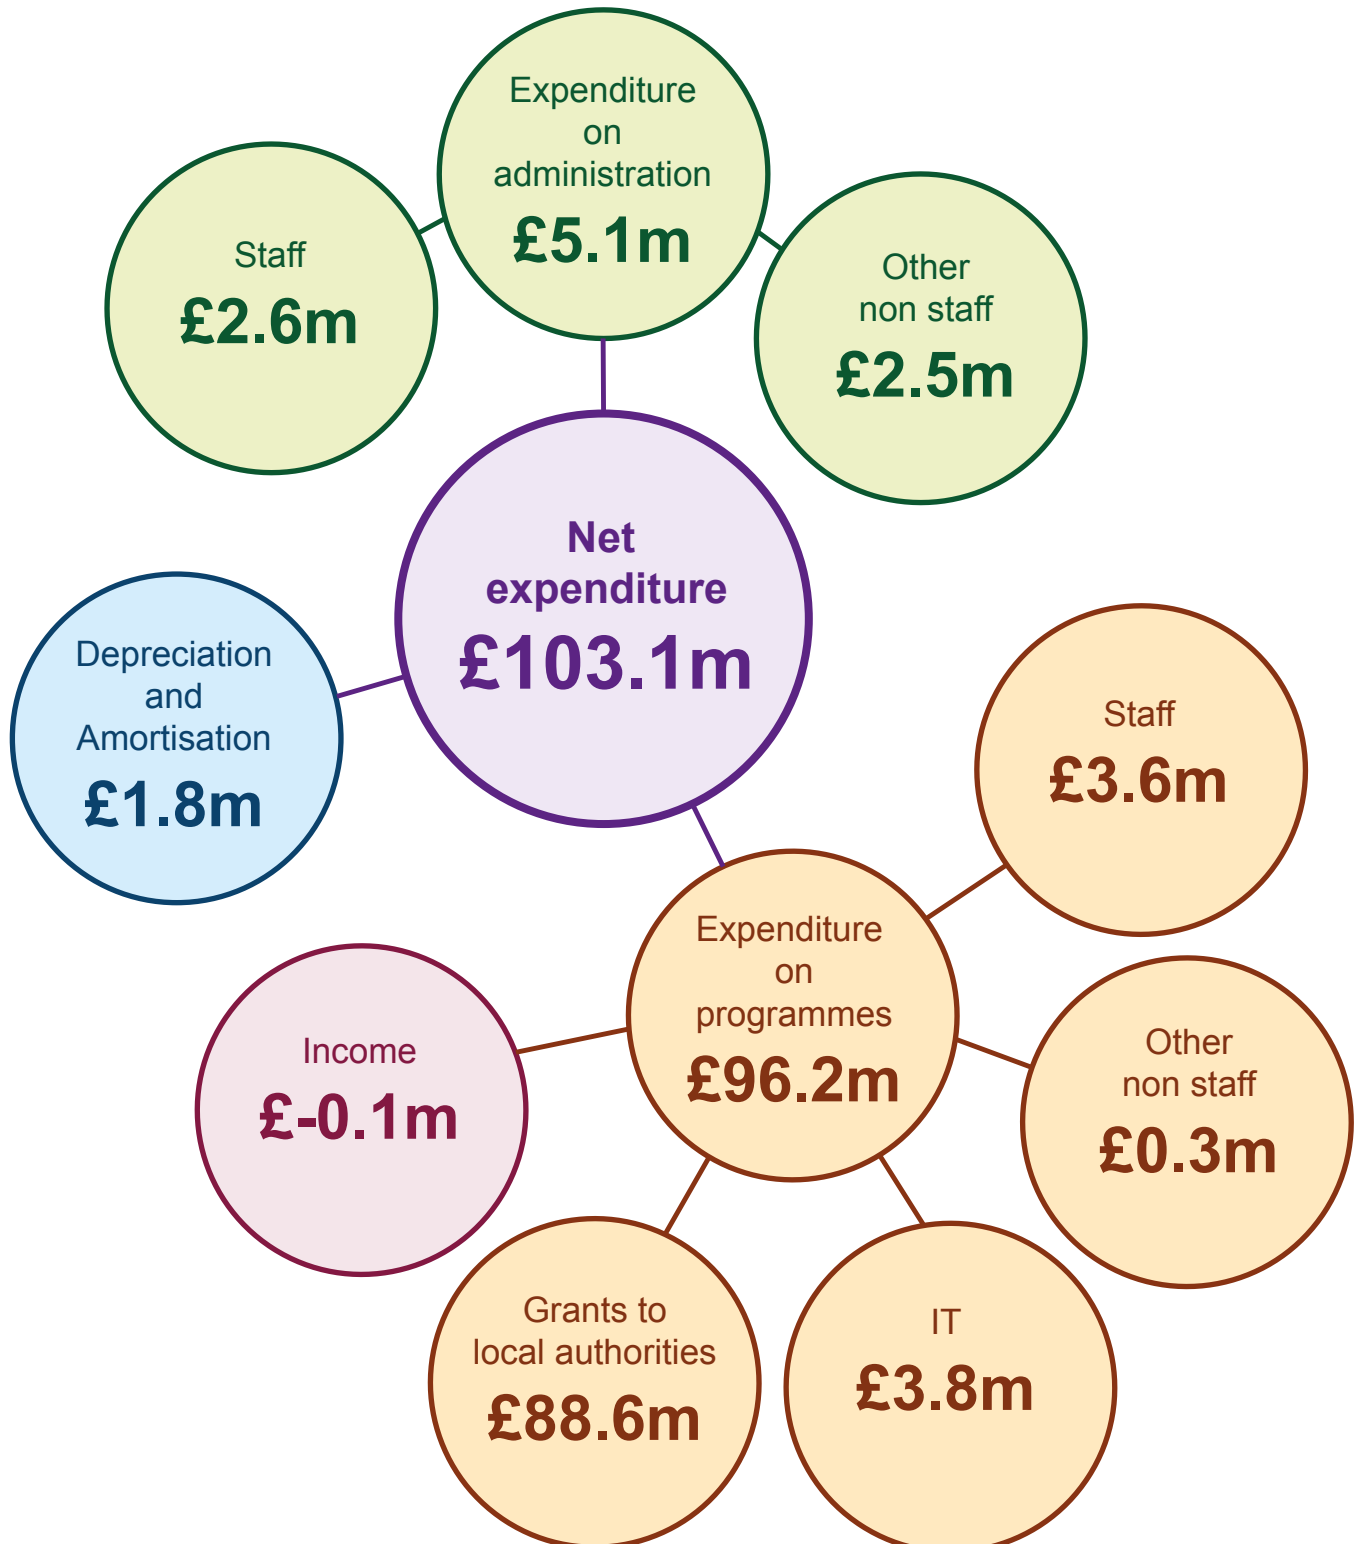 Expenditure
on
administration
£5.1m
Staff
£2.6m
Other
non staff
£2.5m
Net
expenditure
£103.1m
Depreciation
and
Amortisation
£1.8m
Staff
£3.6m
Expenditure
on
programmes
£96.2m
Income
£-0.1m
Other
non staff
£0.3m
Grants to
local authorities
£88.6m
IT
£3.8m